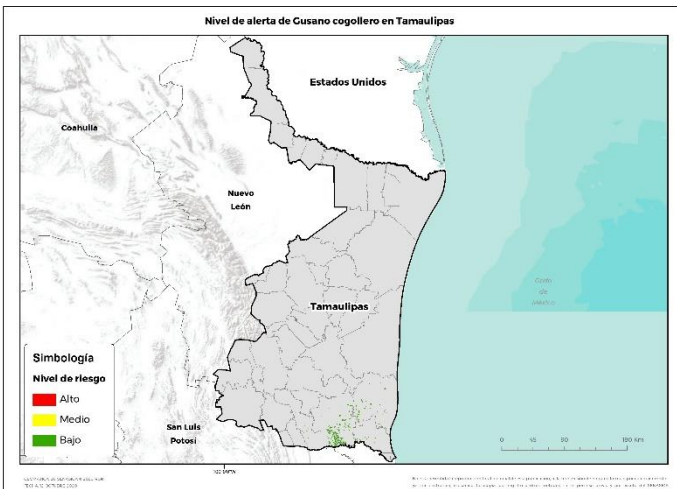 Nivel de alerta de Gusano cogollero en Tamaulipas
Estados Unidos
Coahuila
Nuevo
León
Tamaulipas
Golfo
de
México
Simbología
Nivel de riesgo
Alto
Medio
Bajo
San Luis
Potosí
0 45 90 180 Km